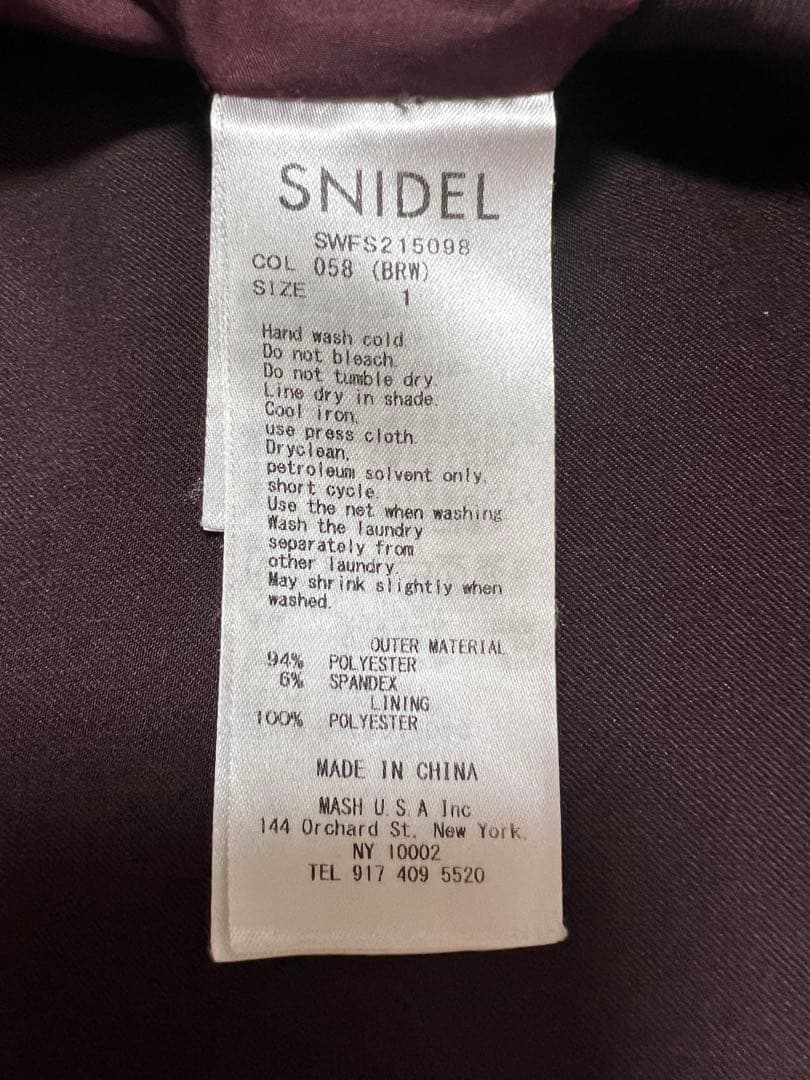 SNIDEL
SWFS215098
COL 058 (BRW)
SIZE 1
Hand wash cold.
Do not bleach.
Do not tumble dry.
Line dry in shade.
Cool iron,
use press cloth.
Dryclean,
petroleum solvent only,
short cycle.
Use the net when washing
Wash the laundry
separately from
other laundry.
May shrink slightly when
washed.
OUTER MATERIAL
94% POLYESTER
6% SPANDEX
LINING
100% POLYESTER
MADE IN CHINA
MASH U.S.A Inc
144 Orchard St. New York,
NY 10002
TEL 917 409 5520